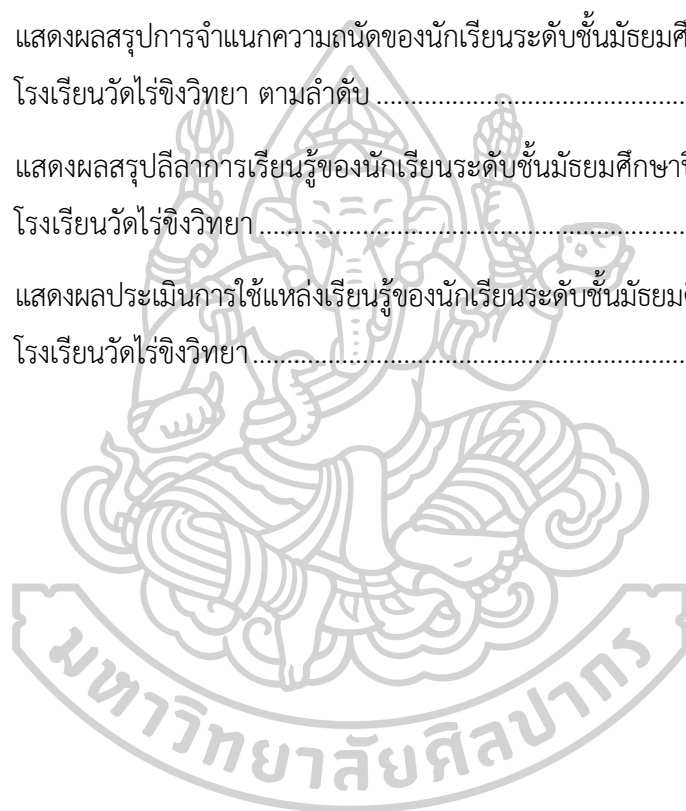 แสดงผลสรุปการจำแนกความถนัดของนักเรียนระดับชั้นมัธยมศึ
โรงเรียนวัดไร่ขิงวิทยา ตามลำดับ .............................................
แสดงผลสรุปลีลาการเรียนรู้ของนักเรียนระดับชั้นมัธยมศึกษาปี
โรงเรียนวัดไร่ขิงวิทยา ..............................................................
แสดงผลประเมินการใช้แหล่งเรียนรู้ของนักเรียนระดับชั้นมัธยมศึ
โรงเรียนวัดไร่ขิงวิทยา ...............................................................
มหาวิทยาลัยศิลปากร